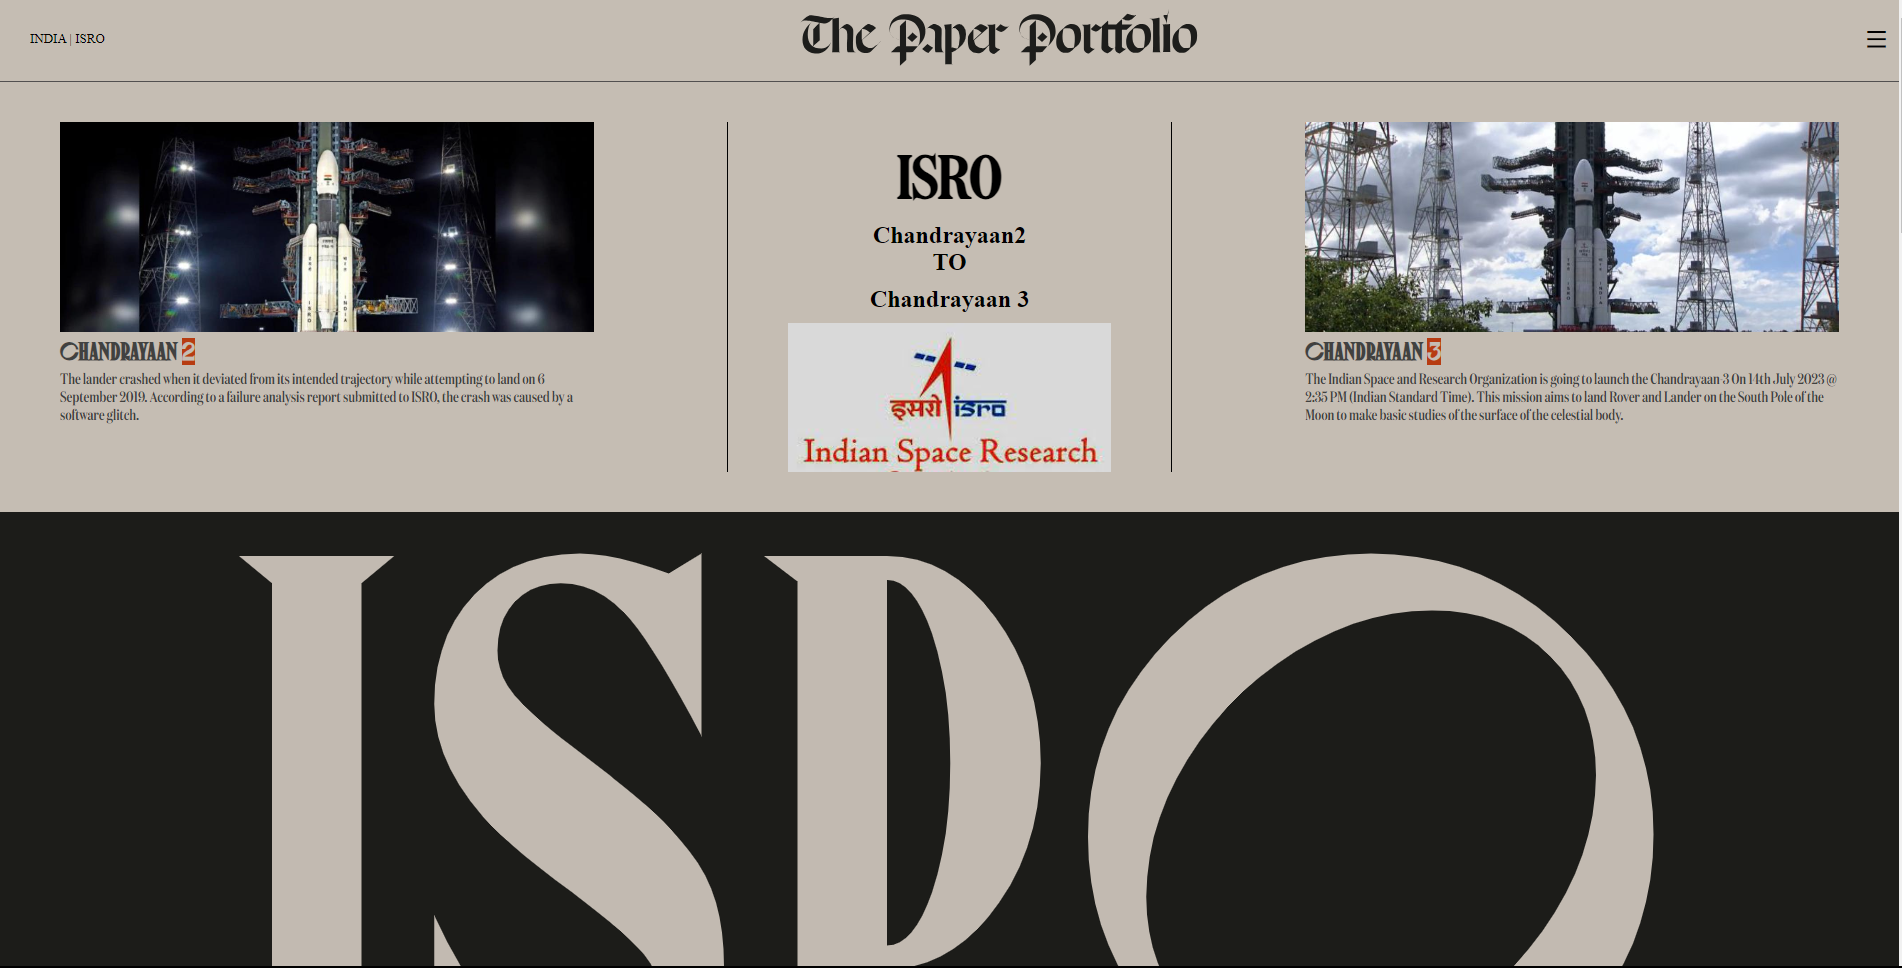 INDIA | ISRO
The Paper Portfolio
CHANDRAYAAN 2
The lander crashed when it deviated from its intended trajectory while attempting to land on 6
September 2019. According to a failure analysis report submitted to ISRO, the crash was caused by a
software glitch.
ISRO
Chandrayaan2
TO
Chandrayaan 3
इसरो isro
Indian Space Research
CHANDRAYAAN 3
The Indian Space and Research Organization is going to launch the Chandrayaan-3 On 14th July 2023 @
2:35 PM (Indian Standard Time). This mission aims to land Rover and Lander on the South Pole of the
Moon to make basic studies of the surface of the celestial body.
ISRO